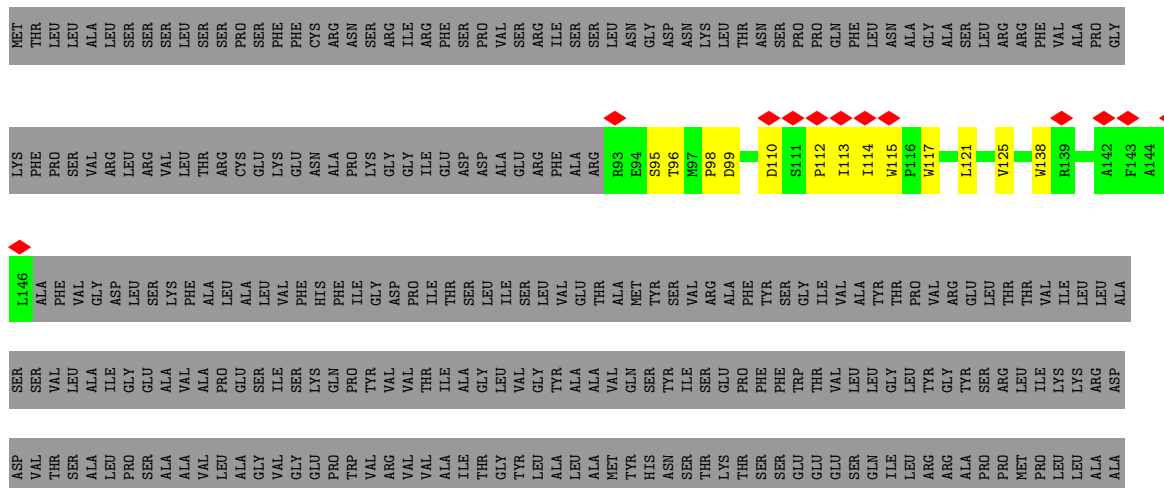 MET THR LEU LEU ALA LEU SER SER SER LEU SER SER PRO SER PHE PHE CYS ARG ASN SER ARG ILE ARG PHE SER PRO VAL SER ARG ILE SER SER LEU ASN GLY ASP ASN LYS LEU THR ASN SER PRO PRO GLN PHE LEU ASN ALA GLY ALA SER LEU ARG ARG PHE VAL ALA PRO GLY
LYS PHE PRO SER VAL ARG LEU ARG VAL LEU THR ARG CYS GLU LYS GLU ASN ALA PRO LYS GLY GLY ILE GLU ASP ASP ALA GLU ARG PHE ALA ARG R93 E94 S95 T96 M97 P98 D99 D110 S111 P112 I113 I114 W115 P116 W117 L121 V125 W138 R139 A142 F143 A144
L146 ALA PHE VAL GLY ASP LEU SER LYS PHE ALA LEU ALA LEU VAL PHE HIS PHE ILE GLY ASP PRO ILE THR SER LEU ILE SER LEU VAL GLU THR ALA MET TYR SER VAL ARG ALA PHE TYR SER GLY ILE VAL ALA TYR THR PRO VAL ARG GLU LEU THR THR VAL ILE LEU LEU ALA
SER SER VAL LEU ALA ILE GLY GLU ALA VAL ALA PRO GLU SER ILE SER LYS GLN PRO TYR VAL VAL THR ILE ALA GLY LEU VAL GLY TYR ALA ALA VAL GLN SER TYR ILE SER GLU PRO PHE PHE TRP THR VAL LEU LEU GLY LEU TYR GLY TYR SER ARG LEU ILE LYS LYS ARG ASP
ASP VAL THR SER ALA LEU PRO SER ALA ALA VAL LEU ALA GLY VAL GLY GLU PRO TRP VAL ARG VAL VAL ALA ILE THR GLY TYR LEU ALA LEU ALA MET TYR HIS ASN SER THR LYS THR SER SER GLU GLU GLU SER GLN ILE LEU ARG ARG ALA PRO PRO MET PRO LEU LEU ALA ALA